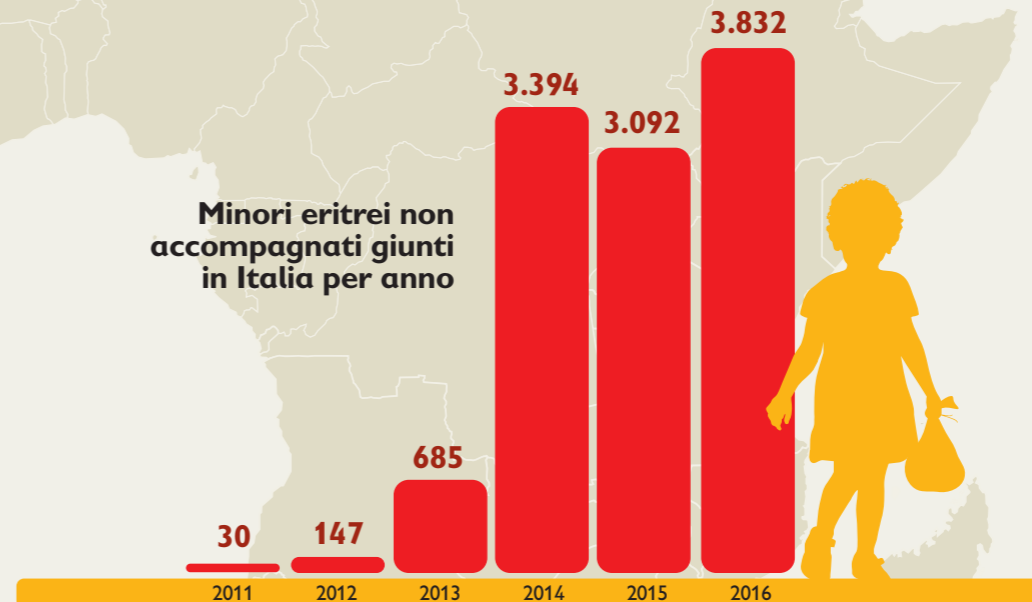 3.832
3.394
3.092
Minori eritrei non
accompagnati giunti
in Italia per anno
685
30
147
2011 2012 2013 2014 2015 2016